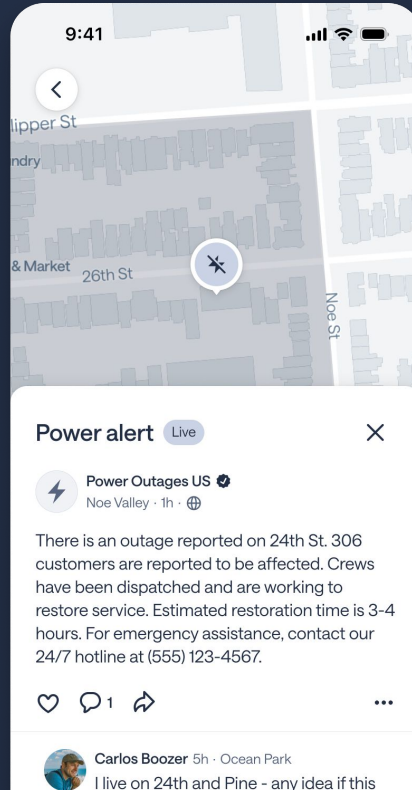 9:41
lipper St
ndry
& Market
26th St
Noe St
Power alert
Live
Power Outages US
Noe Valley · 1h ·
There is an outage reported on 24th St. 306
customers are reported to be affected. Crews
have been dispatched and are working to
restore service. Estimated restoration time is 3-4
hours. For emergency assistance, contact our
24/7 hotline at (555) 123-4567.
1
Carlos Boozer 5h · Ocean Park
I live on 24th and Pine - any idea if this